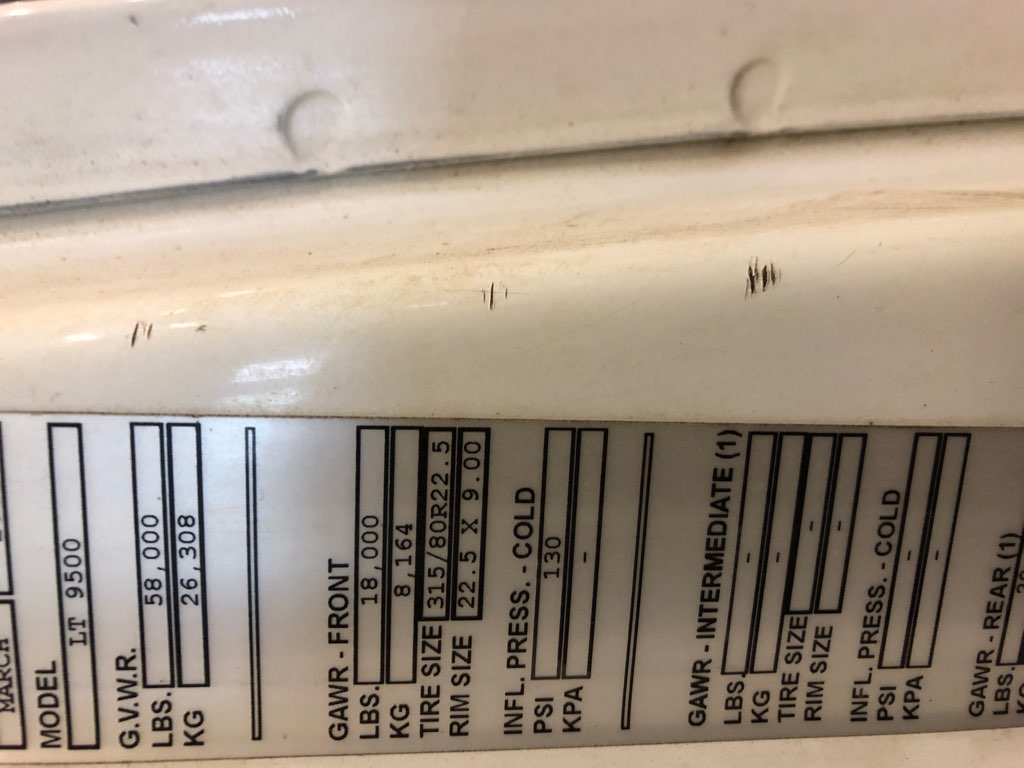 MARCH
MODEL
LT 9500
G.V.W.R.
LBS. 58,000
KG 26,308
GAWR - FRONT
LBS. 18,000
KG 8,164
TIRE SIZE 315/80R22.5
RIM SIZE 22.5 X 9.00
INFL. PRESS. - COLD
PSI 130
KPA -
GAWR - INTERMEDIATE (1)
LBS. -
KG -
TIRE SIZE -
RIM SIZE -
INFL. PRESS. - COLD
PSI -
KPA -
GAWR - REAR (1)
LBS.